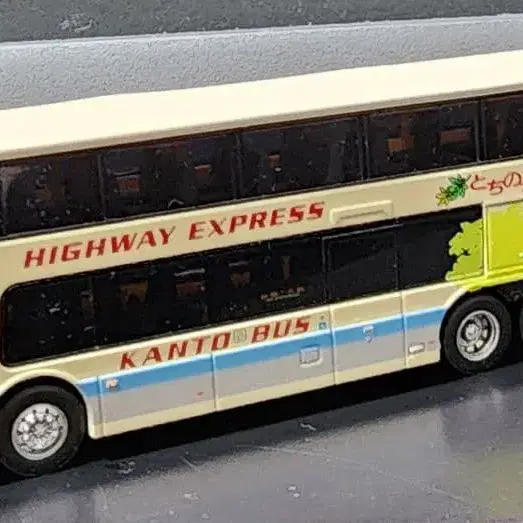 HIGHWAY EXPRESS
とちの
KANTO BUS